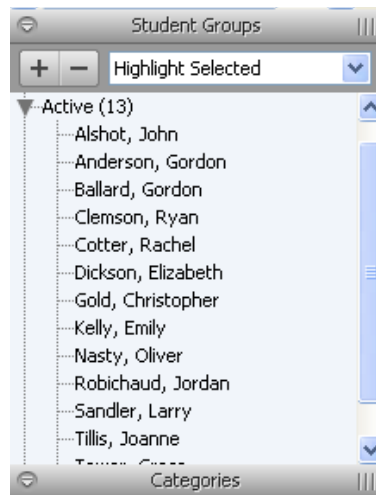 Student Groups
Highlight Selected
Active (13)
Alshot, John
Anderson, Gordon
Ballard, Gordon
Clemson, Ryan
Cotter, Rachel
Dickson, Elizabeth
Gold, Christopher
Kelly, Emily
Nasty, Oliver
Robichaud, Jordan
Sandler, Larry
Tillis, Joanne
Categories